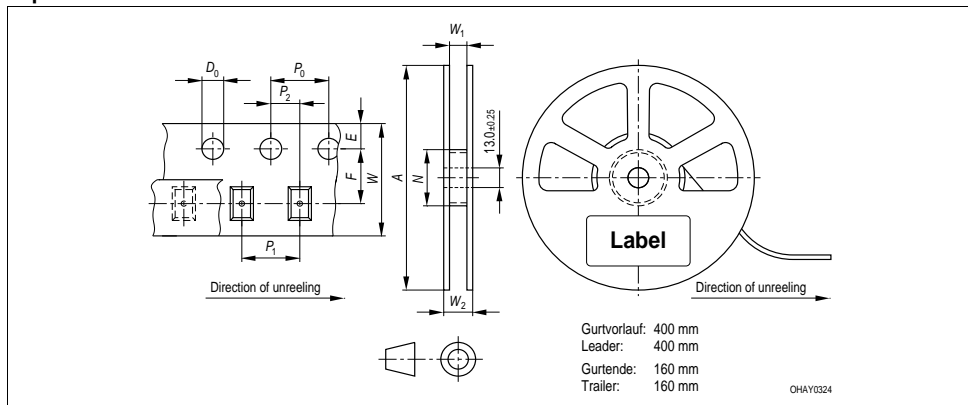 W₁
D₀
P₀
P₂
E
F
W
A
N
13.0±0.25
Label
P₁
W₂
Direction of unreeling
Direction of unreeling
Gurtvorlauf: 400 mm
Leader: 400 mm
Gurtende: 160 mm
Trailer: 160 mm
OHAY0324